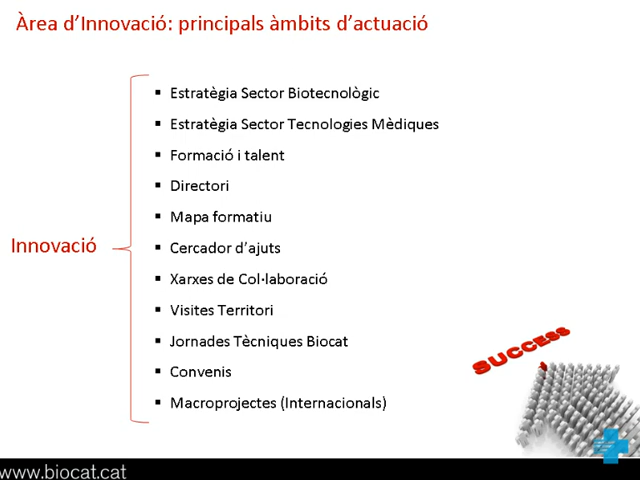 Àrea d’Innovació: principals àmbits d’actuació
▪ Estratègia Sector Biotecnològic
▪ Estratègia Sector Tecnologies Mèdiques
▪ Formació i talent
▪ Directori
▪ Mapa formatiu
Innovació
▪ Cercador d’ajuts
▪ Xarxes de Col·laboració
▪ Visites Territori
▪ Jornades Tècniques Biocat
▪ Convenis
▪ Macroprojectes (Internacionals)
SUCCESS
www.biocat.cat